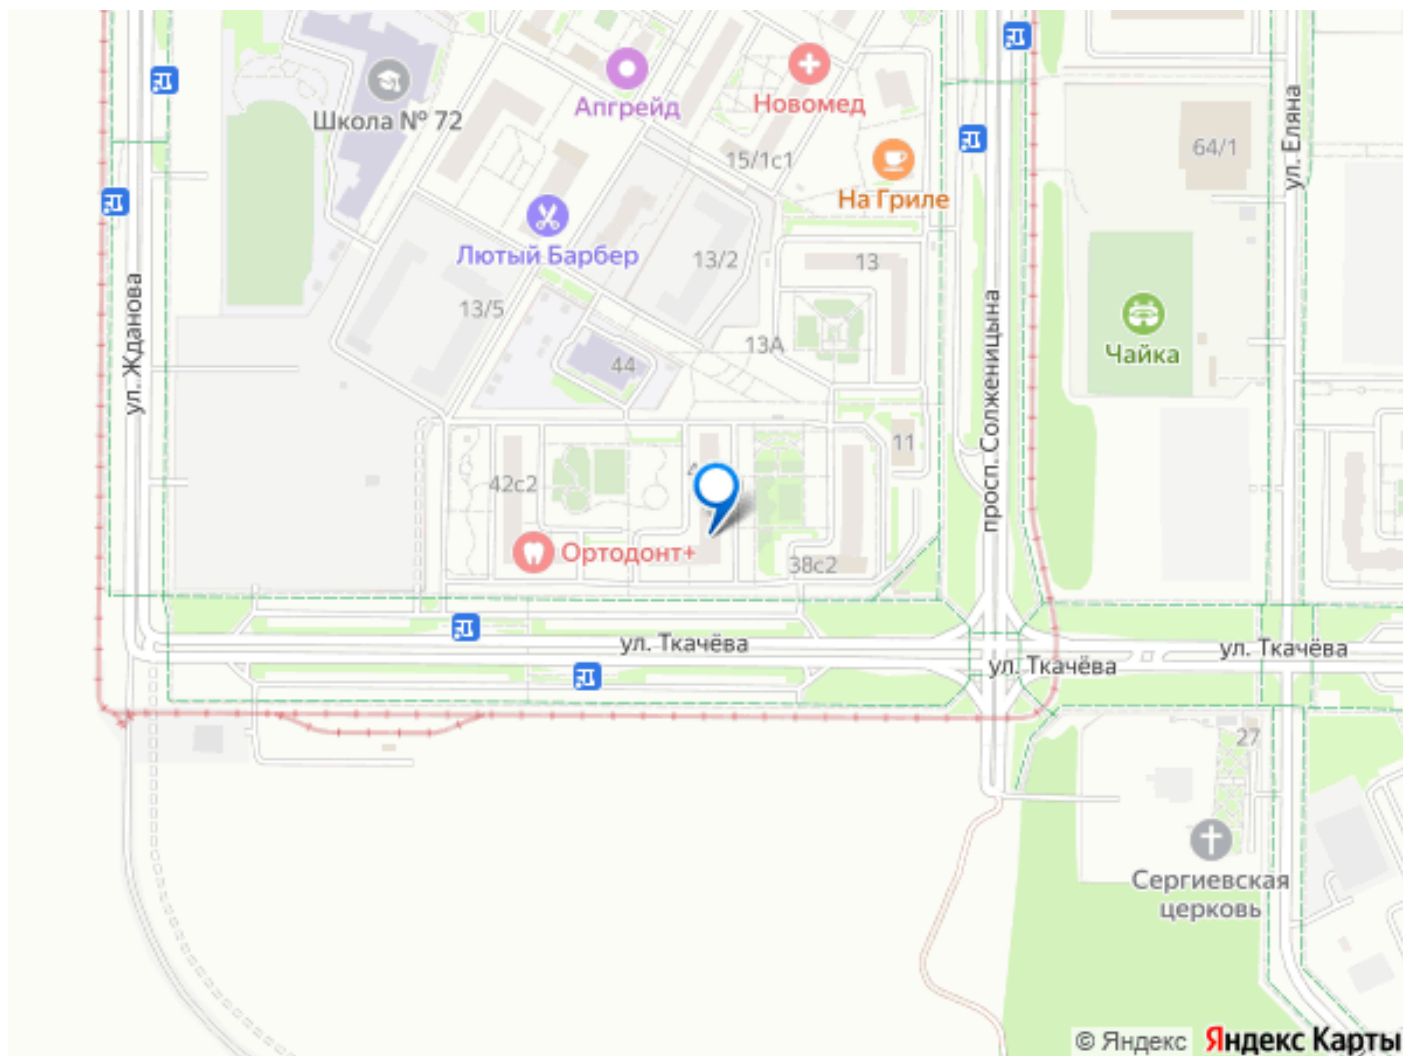 Школа № 72
Апгрейд
Новомед
15/1с1
На Гриле
64/1
ул. Еляна
Лютый Барбер
13/2
13
13/5
ул. Жданова
44
13А
просп. Солженицына
Чайка
11
42с2
Ортодонт+
38с2
ул. Ткачёва
ул. Ткачёва
ул. Ткачёва
27
Сергиевская
церковь
© Яндекс Яндекс Карты